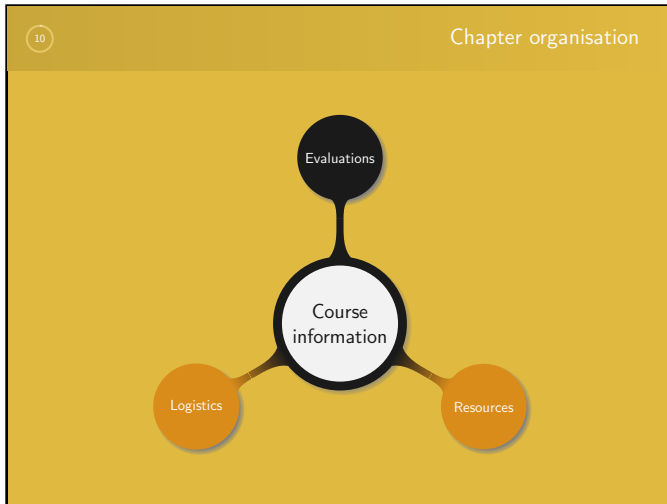 10
Chapter organisation
Evaluations
Course
information
Logistics
Resources